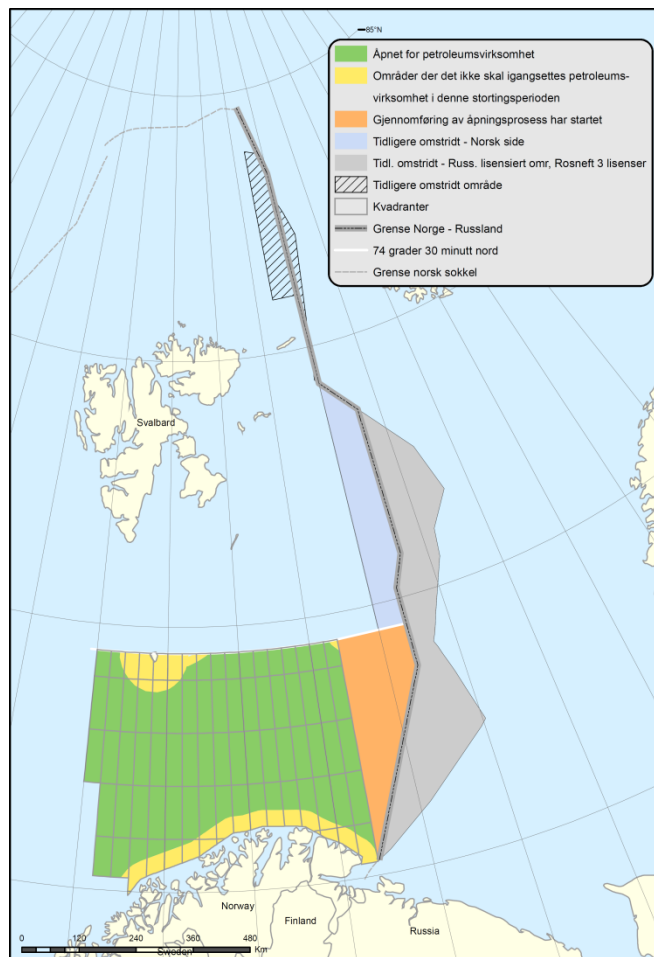 85°N
Åpnet for petroleumsvirksomhet
Områder der det ikke skal igangsettes petroleums-
virksomhet i denne stortingsperioden
Gjennomføring av åpningsprosess har startet
Tidligere omstridt - Norsk side
Tidl. omstridt - Russ. lisensiert omr, Rosneft 3 lisenser
Tidligere omstridt område
Kvadranter
Grense Norge - Russland
74 grader 30 minutt nord
Grense norsk sokkel
Svalbard
Norway
Finland
Russia
Sweden
0 120 240 360 480
Km